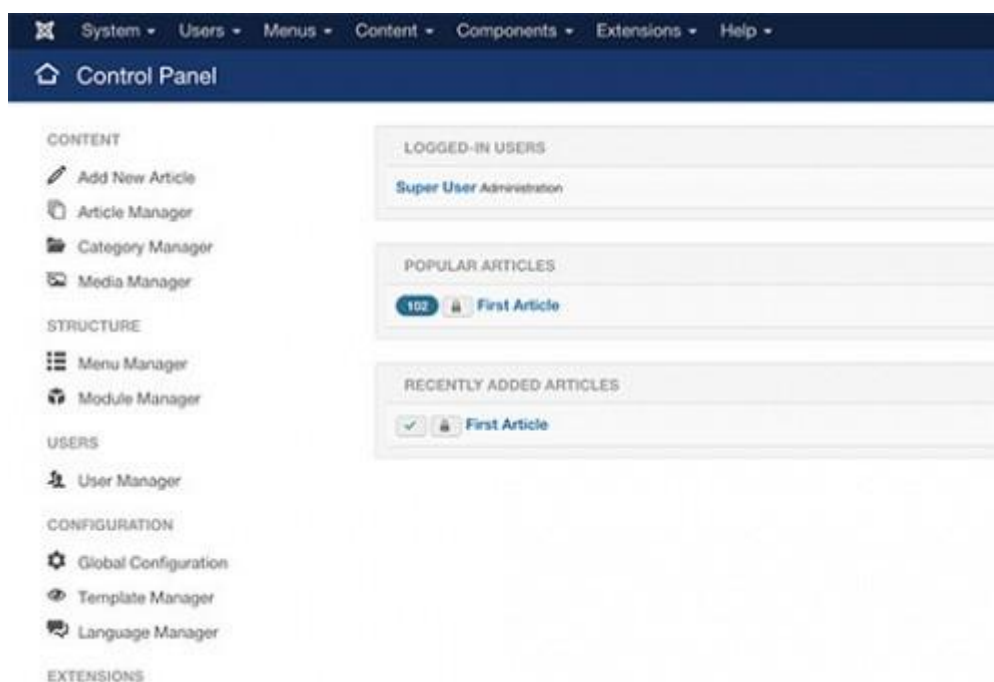 System Users Menus Content Components Extensions Help
Control Panel
CONTENT
Add New Article
Article Manager
Category Manager
Media Manager
STRUCTURE
Menu Manager
Module Manager
USERS
User Manager
CONFIGURATION
Global Configuration
Template Manager
Language Manager
EXTENSIONS
LOGGED-IN USERS
Super User Administration
POPULAR ARTICLES
102 First Article
RECENTLY ADDED ARTICLES
First Article